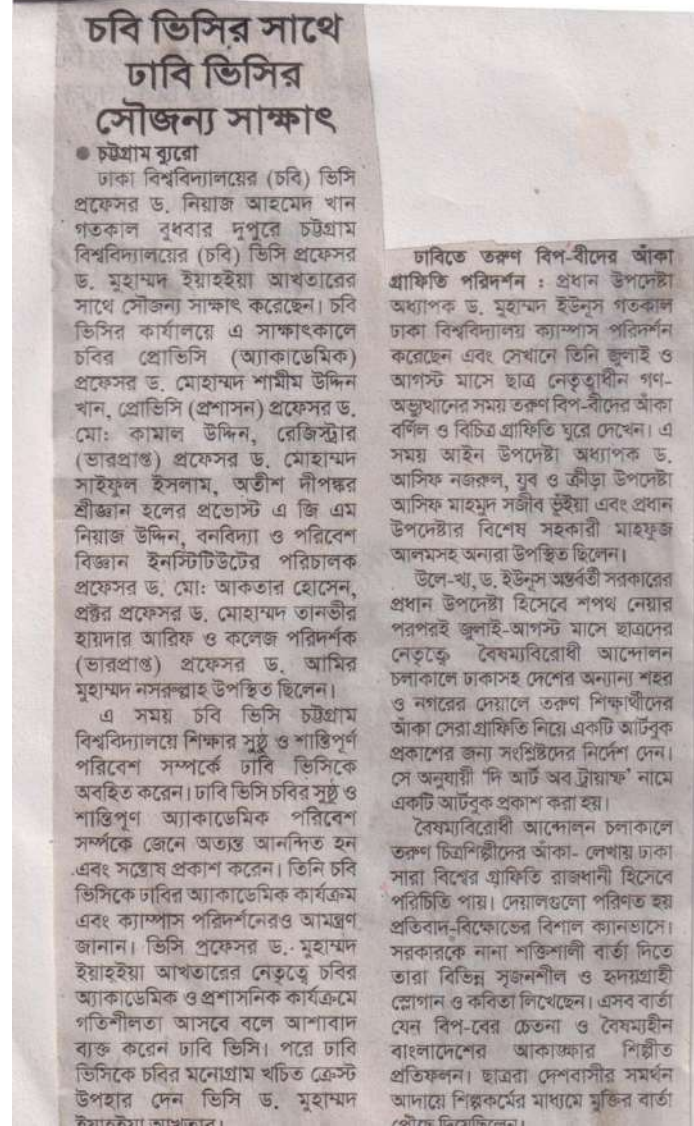 চবি ভিসির সাথে
ঢাবি ভিসির
সৌজন্য সাক্ষাৎ
● চট্টগ্রাম ব্যুরো
ঢাকা বিশ্ববিদ্যালয়ের (চবি) ভিসি
প্রফেসর ড. নিয়াজ আহমেদ খান
গতকাল বুধবার দুপুরে চট্টগ্রাম
বিশ্ববিদ্যালয়ের (চবি) ভিসি প্রফেসর
ড. মুহাম্মদ ইয়াহইয়া আখতারের
সাথে সৌজন্য সাক্ষাৎ করেছেন। চবি
ভিসির কার্যালয়ে এ সাক্ষাৎকালে
চবির প্রোভিসি (অ্যাকাডেমিক)
প্রফেসর ড. মোহাম্মদ শামীম উদ্দিন
খান, প্রোভিসি (প্রশাসন) প্রফেসর ড.
মো: কামাল উদ্দিন, রেজিস্ট্রার
(ভারপ্রাপ্ত) প্রফেসর ড. মোহাম্মদ
সাইফুল ইসলাম, অতীশ দীপঙ্কর
শ্রীজ্ঞান হলের প্রভোস্ট এ জি এম
নিয়াজ উদ্দিন, বনবিদ্যা ও পরিবেশ
বিজ্ঞান ইনস্টিটিউটের পরিচালক
প্রফেসর ড. মো: আকতার হোসেন,
প্রক্টর প্রফেসর ড. মোহাম্মদ তানভীর
হায়দার আরিফ ও কলেজ পরিদর্শক
(ভারপ্রাপ্ত) প্রফেসর ড. আমির
মুহাম্মদ নসরুল্লাহ উপস্থিত ছিলেন।
এ সময় চবি ভিসি চট্টগ্রাম
বিশ্ববিদ্যালয়ে শিক্ষার সুষ্ঠু ও শান্তিপূর্ণ
পরিবেশ সম্পর্কে ঢাবি ভিসিকে
অবহিত করেন। ঢাবি ভিসি চবির সুষ্ঠু ও
শান্তিপূণ অ্যাকাডেমিক পরিবেশ
সর্ম্পকে জেনে অত্যন্ত আনন্দিত হন
এবং সন্তোষ প্রকাশ করেন। তিনি চবি
ভিসিকে ঢাবির অ্যাকাডেমিক কার্যক্রম
এবং ক্যাম্পাস পরিদর্শনেরও আমন্ত্রণ
জানান। ভিসি প্রফেসর ড. মুহাম্মদ
ইয়াহইয়া আখতারের নেতৃত্বে চবির
অ্যাকাডেমিক ও প্রশাসনিক কার্যক্রমে
গতিশীলতা আসবে বলে আশাবাদ
ব্যক্ত করেন ঢাবি ভিসি। পরে ঢাবি
ভিসিকে চবির মনোগ্রাম খচিত ক্রেস্ট
উপহার দেন ভিসি ড. মুহাম্মদ
ইয়াহইয়া আখতার।
ঢাবিতে তরুণ বিপ-বীদের আঁকা
গ্রাফিতি পরিদর্শন : প্রধান উপদেষ্টা
অধ্যাপক ড. মুহাম্মদ ইউনূস গতকাল
ঢাকা বিশ্ববিদ্যালয় ক্যাম্পাস পরিদর্শন
করেছেন এবং সেখানে তিনি জুলাই ও
আগস্ট মাসে ছাত্র নেতৃত্বাধীন গণ-
অভ্যুত্থানের সময় তরুণ বিপ-বীদের আঁকা
বর্ণিল ও বিচিত্র গ্রাফিতি ঘুরে দেখেন। এ
সময় আইন উপদেষ্টা অধ্যাপক ড.
আসিফ নজরুল, যুব ও ক্রীড়া উপদেষ্টা
আসিফ মাহমুদ সজীব ভূঁইয়া এবং প্রধান
উপদেষ্টার বিশেষ সহকারী মাহফুজ
আলমসহ অন্যরা উপস্থিত ছিলেন।
উলে-খ্য, ড. ইউনূস অন্তর্বর্তী সরকারের
প্রধান উপদেষ্টা হিসেবে শপথ নেয়ার
পরপরই জুলাই-আগস্ট মাসে ছাত্রদের
নেতৃত্বে বৈষম্যবিরোধী আন্দোলন
চলাকালে ঢাকাসহ দেশের অন্যান্য শহর
ও নগরের দেয়ালে তরুণ শিক্ষার্থীদের
আঁকা সেরা গ্রাফিতি নিয়ে একটি আর্টবুক
প্রকাশের জন্য সংশ্লিষ্টদের নির্দেশ দেন।
সে অনুযায়ী ‘দি আর্ট অব ট্রায়াম্ফ’ নামে
একটি আর্টবুক প্রকাশ করা হয়।
বৈষম্যবিরোধী আন্দোলন চলাকালে
তরুণ চিত্রশিল্পীদের আঁকা- লেখায় ঢাকা
সারা বিশ্বের গ্রাফিতি রাজধানী হিসেবে
পরিচিতি পায়। দেয়ালগুলো পরিণত হয়
প্রতিবাদ-বিক্ষোভের বিশাল ক্যানভাসে।
সরকারকে নানা শক্তিশালী বার্তা দিতে
তারা বিভিন্ন সৃজনশীল ও হৃদয়গ্রাহী
স্লোগান ও কবিতা লিখেছেন। এসব বার্তা
যেন বিপ-বের চেতনা ও বৈষম্যহীন
বাংলাদেশের আকাঙ্ক্ষার শিল্পীত
প্রতিফলন। ছাত্ররা দেশবাসীর সমর্থন
আদায়ে শিল্পকর্মের মাধ্যমে মুক্তির বার্তা
পৌঁছে দিয়েছিলেন।